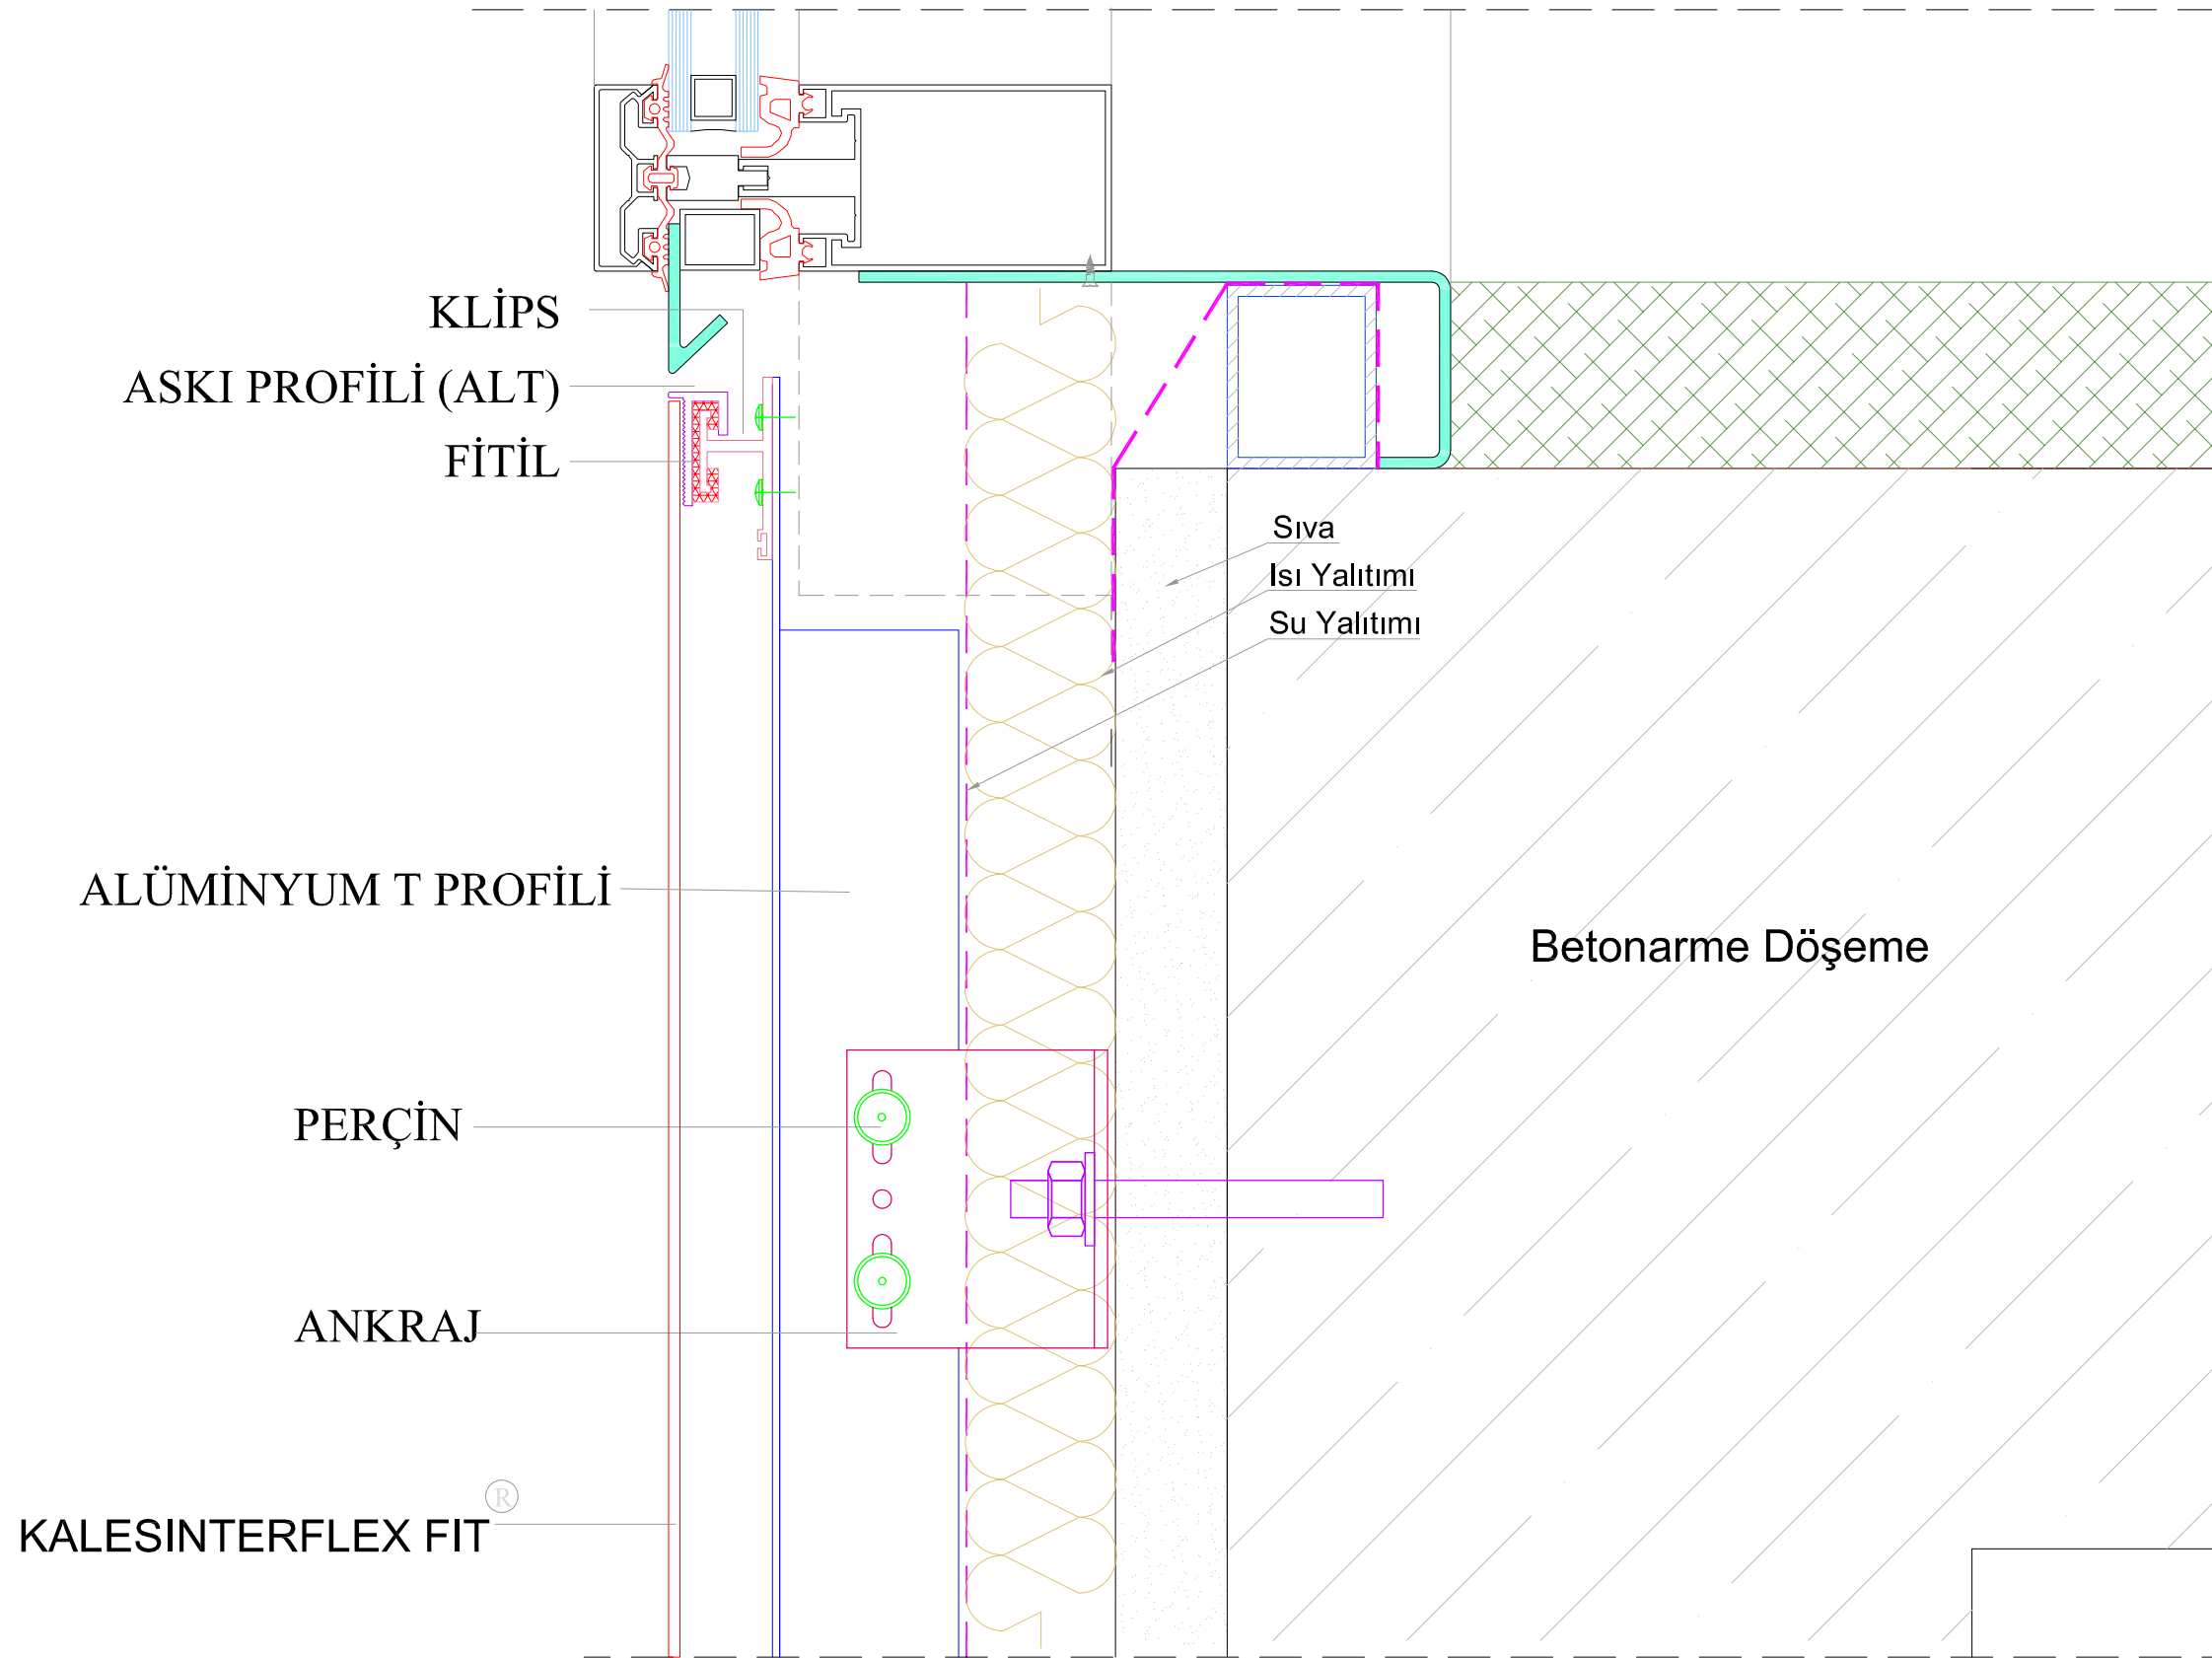 KLİPS
ASKI PROFİLİ (ALT)
FİTİL
Sıva
Isı Yalıtımı
Su Yalıtımı
ALÜMİNYUM T PROFİLİ
Betonarme Döşeme
PERÇİN
ANKRAJ
KALESINTERFLEX FIT®